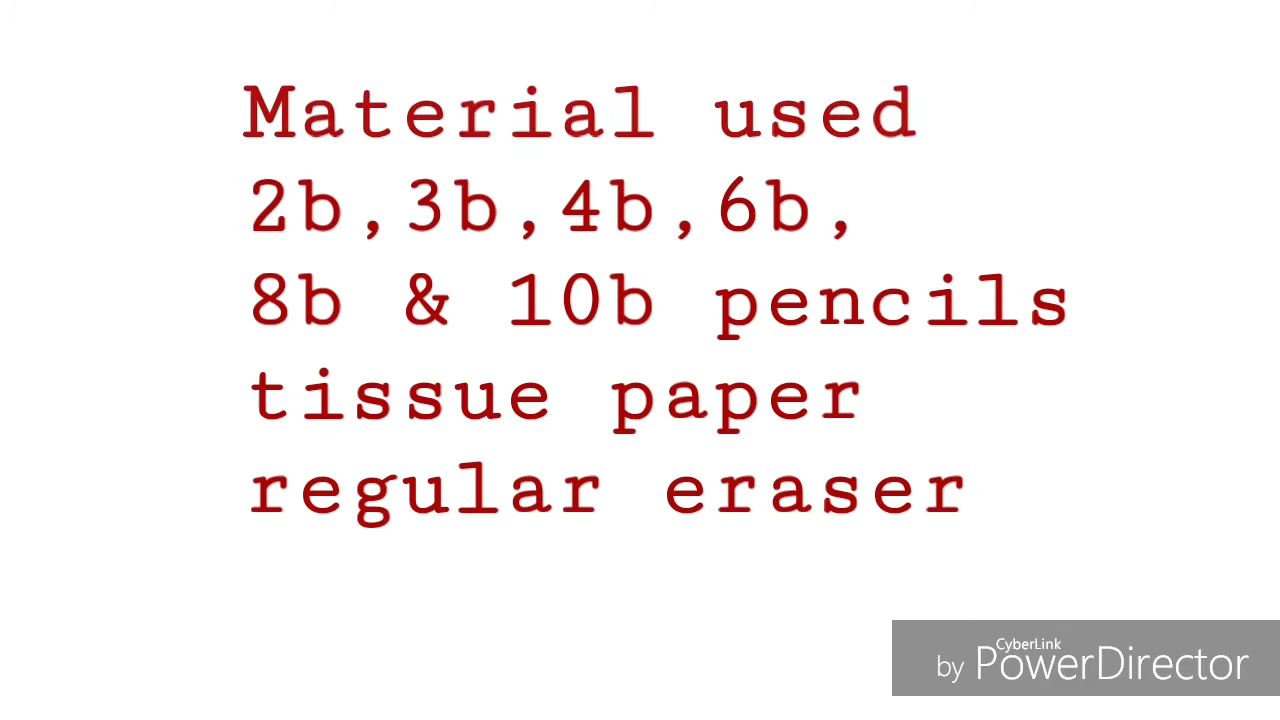 Material used
2b,3b,4b,6b,
8b & 10b pencils
tissue paper
regular eraser
CyberLink
by PowerDirector